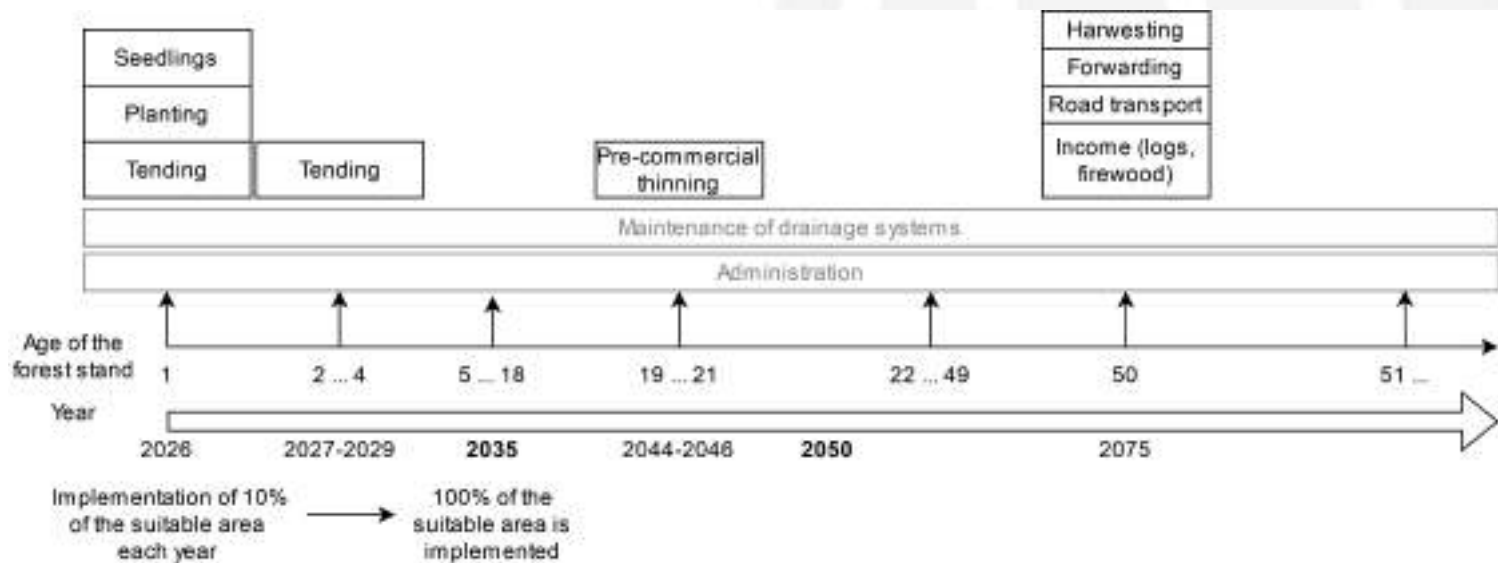 Seedlings
Planting
Tending
Tending
Pre-commercial
thinning
Harwesting
Forwarding
Road transport
Income (logs,
firewood)
Maintenance of drainage systems
Administration
Age of the
forest stand
1
2 ... 4
5 ... 18
19 ... 21
22 ... 49
50
51 ...
Year
2026
2027-2029
2035
2044-2046
2050
2075
Implementation of 10%
of the suitable area
each year
100% of the
suitable area is
implemented